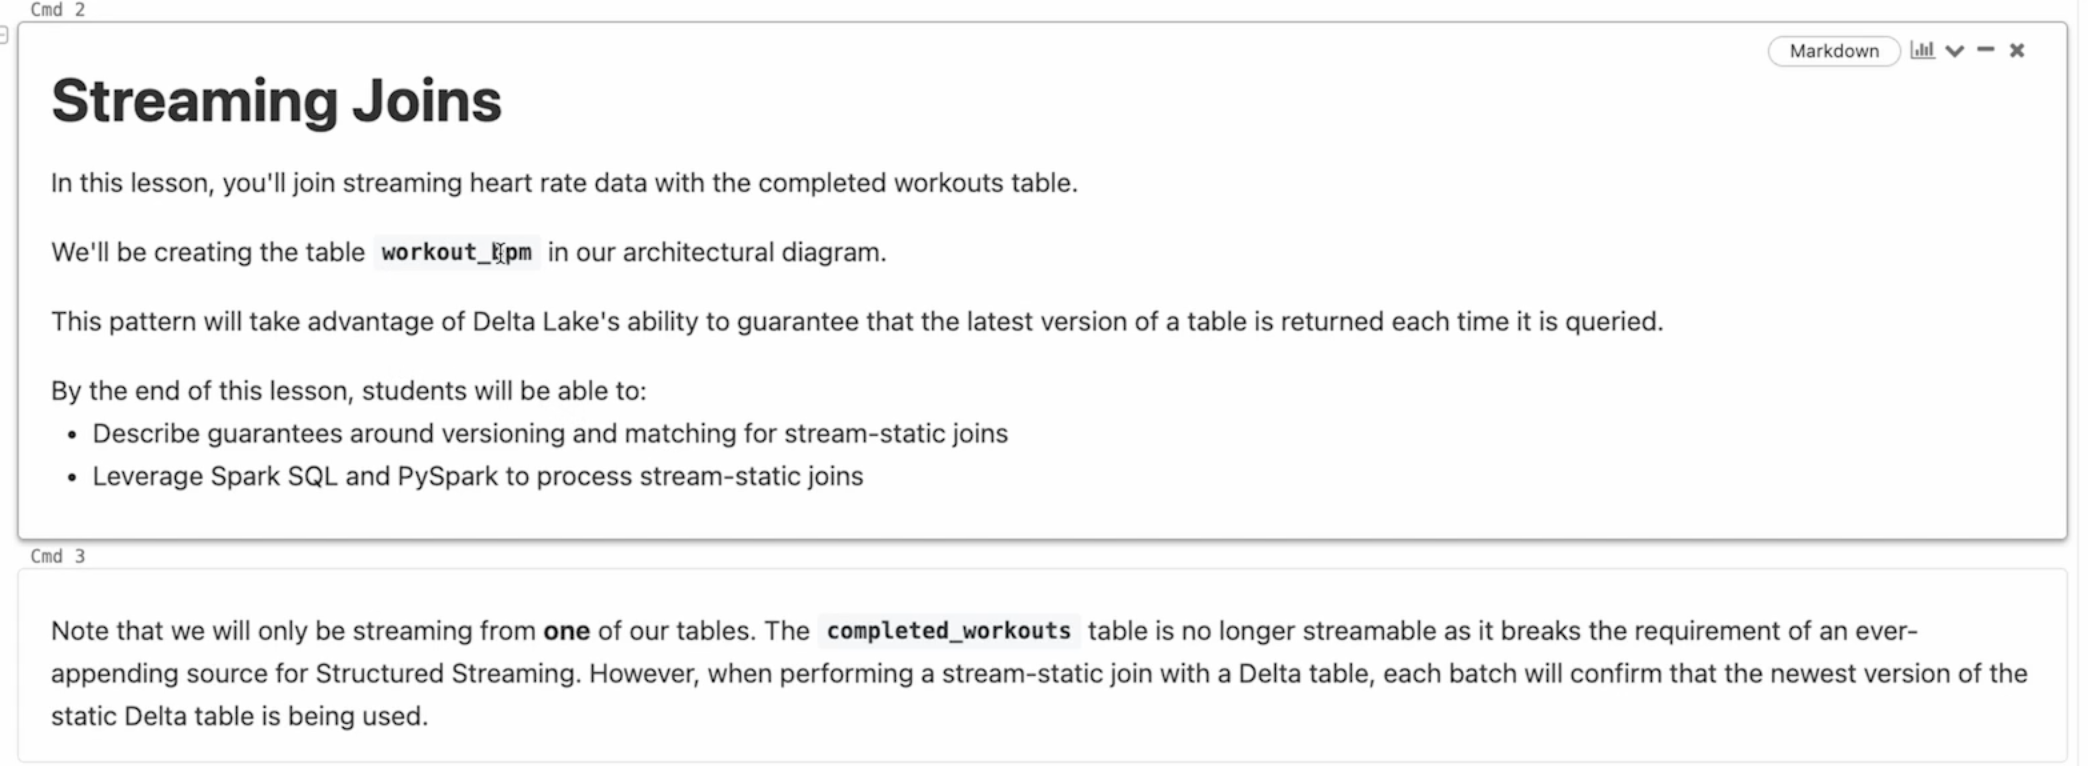 Cmd 2
Markdown
Streaming Joins
In this lesson, you'll join streaming heart rate data with the completed workouts table.
We'll be creating the table workout_bpm in our architectural diagram.
This pattern will take advantage of Delta Lake's ability to guarantee that the latest version of a table is returned each time it is queried.
By the end of this lesson, students will be able to:
• Describe guarantees around versioning and matching for stream-static joins
• Leverage Spark SQL and PySpark to process stream-static joins
Cmd 3
Note that we will only be streaming from one of our tables. The completed_workouts table is no longer streamable as it breaks the requirement of an ever-
appending source for Structured Streaming. However, when performing a stream-static join with a Delta table, each batch will confirm that the newest version of the
static Delta table is being used.